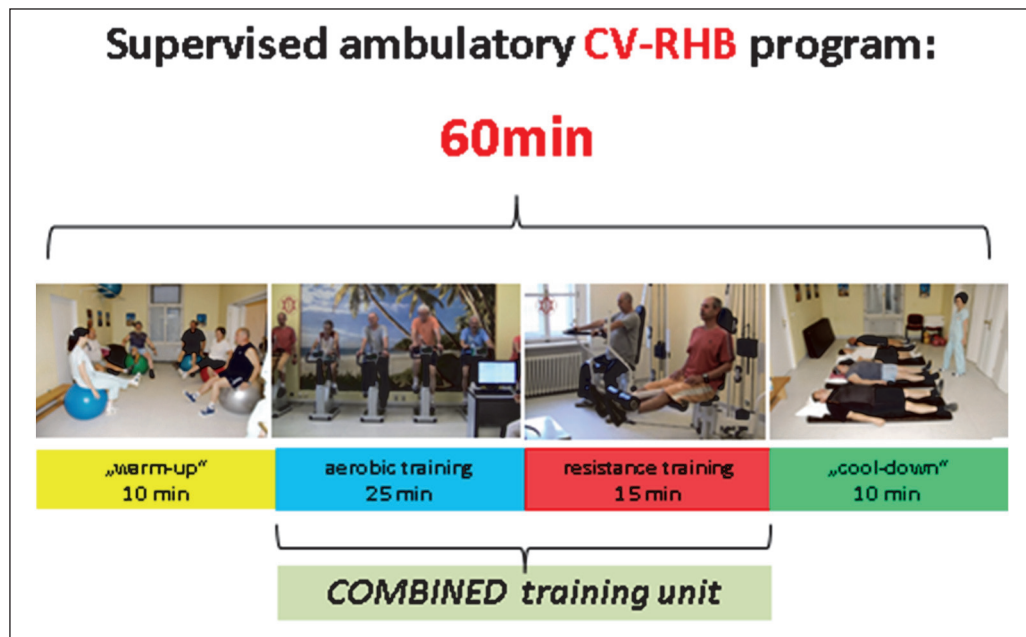 Supervised ambulatory CV-RHB program:
60min
„warm-up“
10 min
aerobic training
25 min
resistance training
15 min
„cool-down“
10 min
COMBINED training unit